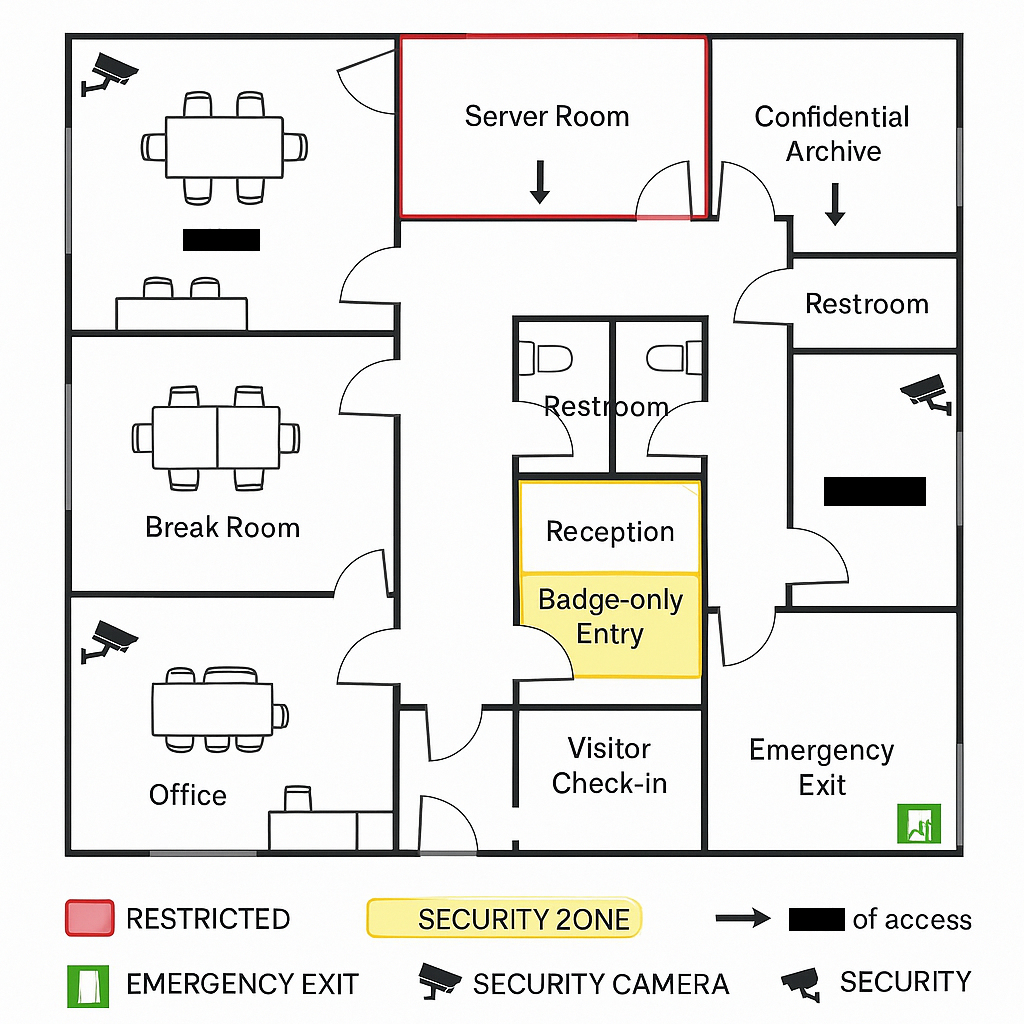 Server Room
Confidential
Archive
Restroom
Restroom
Break Room
Reception
Badge-only
Entry
Office
Visitor
Check-in
Emergency
Exit
RESTRICTED
SECURITY 2ONE
of access
EMERGENCY EXIT
SECURITY CAMERA
SECURITY